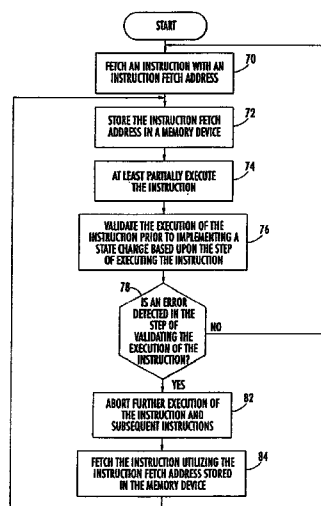 START
FETCH AN INSTRUCTION WITH AN
INSTRUCTION FETCH ADDRESS
70
STORE THE INSTRUCTION FETCH
ADDRESS IN A MEMORY DEVICE
72
AT LEAST PARTIALLY EXECUTE
THE INSTRUCTION
74
VALIDATE THE EXECUTION OF THE
INSTRUCTION PRIOR TO IMPLEMENTING A
STATE CHANGE BASED UPON THE STEP
OF EXECUTING THE INSTRUCTION
76
78
IS AN ERROR
DETECTED IN THE
STEP OF
VALIDATING THE
EXECUTION OF THE
INSTRUCTION?
NO
YES
ABORT FURTHER EXECUTION OF
THE INSTRUCTION AND
SUBSEQUENT INSTRUCTIONS
82
FETCH THE INSTRUCTION UTILIZING THE
INSTRUCTION FETCH ADDRESS STORED
IN THE MEMORY DEVICE
84